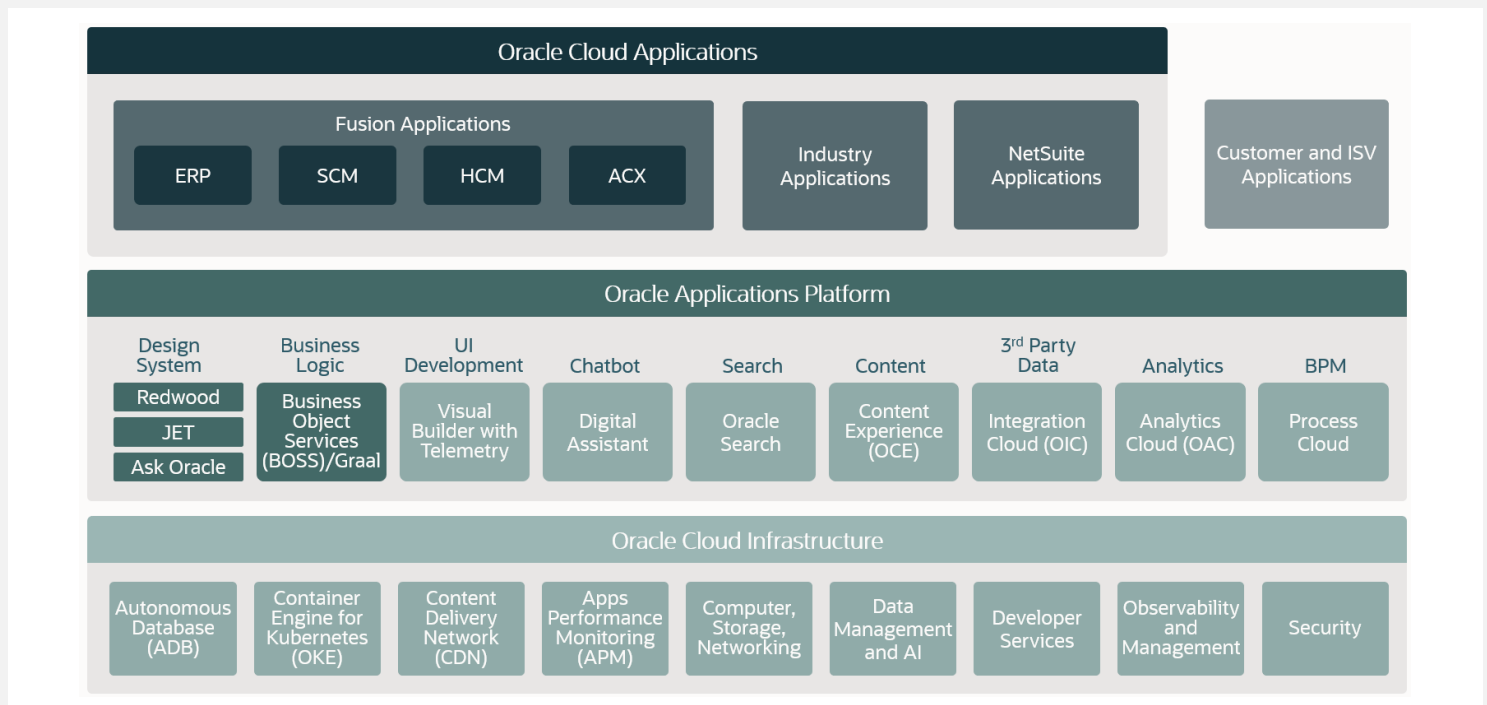 Oracle Cloud Applications
Fusion Applications
ERP
SCM
HCM
ACX
Industry
Applications
NetSuite
Applications
Customer and ISV
Applications
Oracle Applications Platform
Design
System
Redwood
JET
Ask Oracle
Business
Logic
Business
Object
Services
(BOSS)/Graal
UI
Development
Visual
Builder with
Telemetry
Chatbot
Digital
Assistant
Search
Oracle
Search
Content
Content
Experience
(OCE)
3rd Party
Data
Integration
Cloud (OIC)
Analytics
Analytics
Cloud (OAC)
BPM
Process
Cloud
Oracle Cloud Infrastructure
Autonomous
Database
(ADB)
Container
Engine for
Kubernetes
(OKE)
Content
Delivery
Network
(CDN)
Apps
Performance
Monitoring
(APM)
Computer,
Storage,
Networking
Data
Management
and AI
Developer
Services
Observability
and
Management
Security